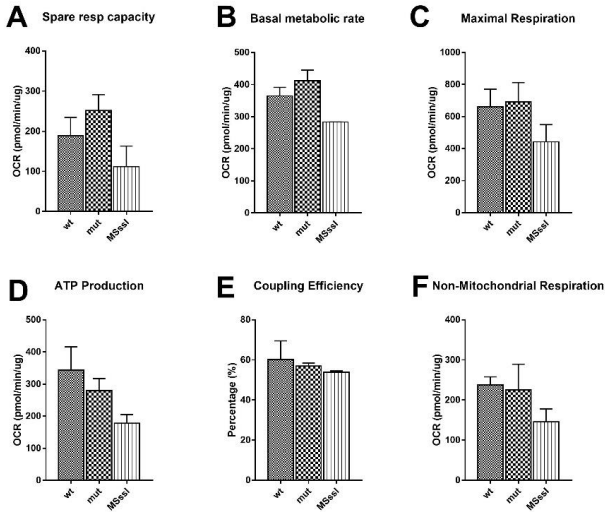 A Spare resp capacity
OCR (pmol/min/ug)
400
300
200
100
0
wt mut MSssI
B Basal metabolic rate
OCR (pmol/min/ug)
500
400
300
200
100
0
wt mut MSssI
C Maximal Respiration
OCR (pmol/min/ug)
1000
800
600
400
200
0
wt mut MSssI
D ATP Production
OCR (pmol/min/ug)
500
400
300
200
100
0
wt mut MSssI
E Coupling Efficiency
Percentage (%)
80
60
40
20
0
wt mut MSssI
F Non-Mitochondrial Respiration
OCR (pmol/min/ug)
400
300
200
100
0
wt mut MSssI